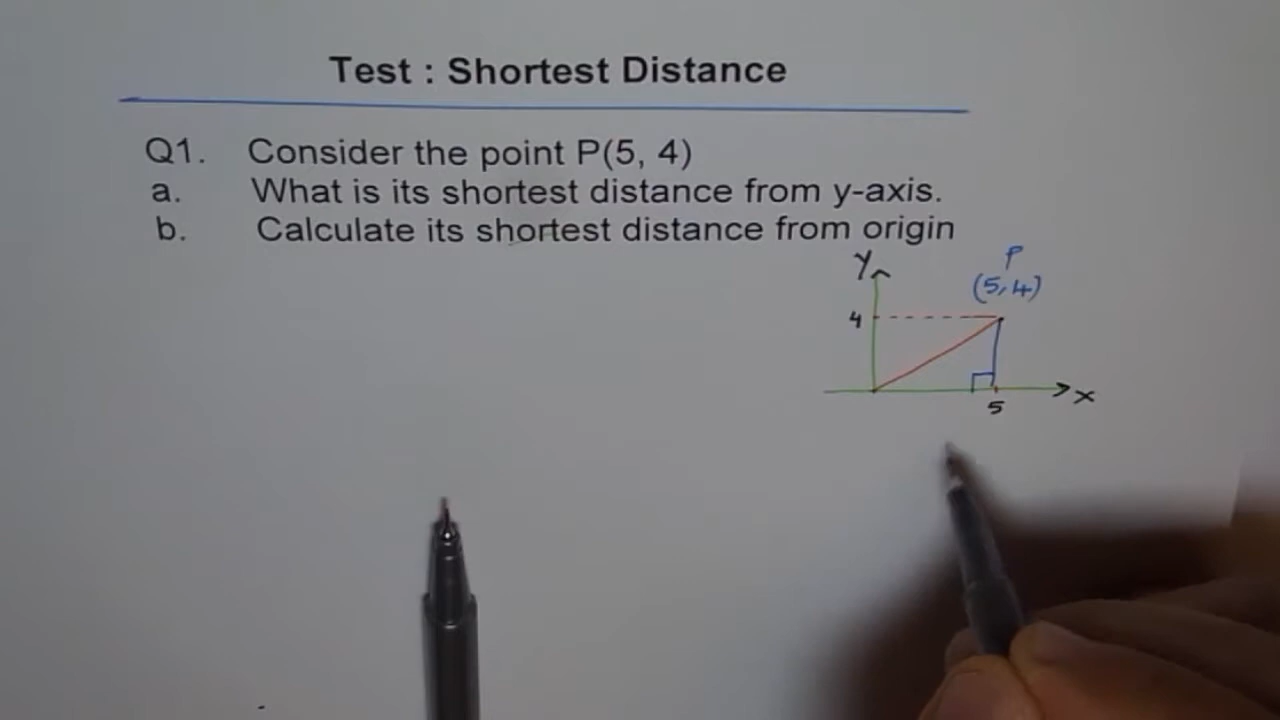 Test : Shortest Distance
Q1. Consider the point P(5, 4)
a. What is its shortest distance from y-axis.
b. Calculate its shortest distance from origin
Y
P
(5,4)
4
5
x